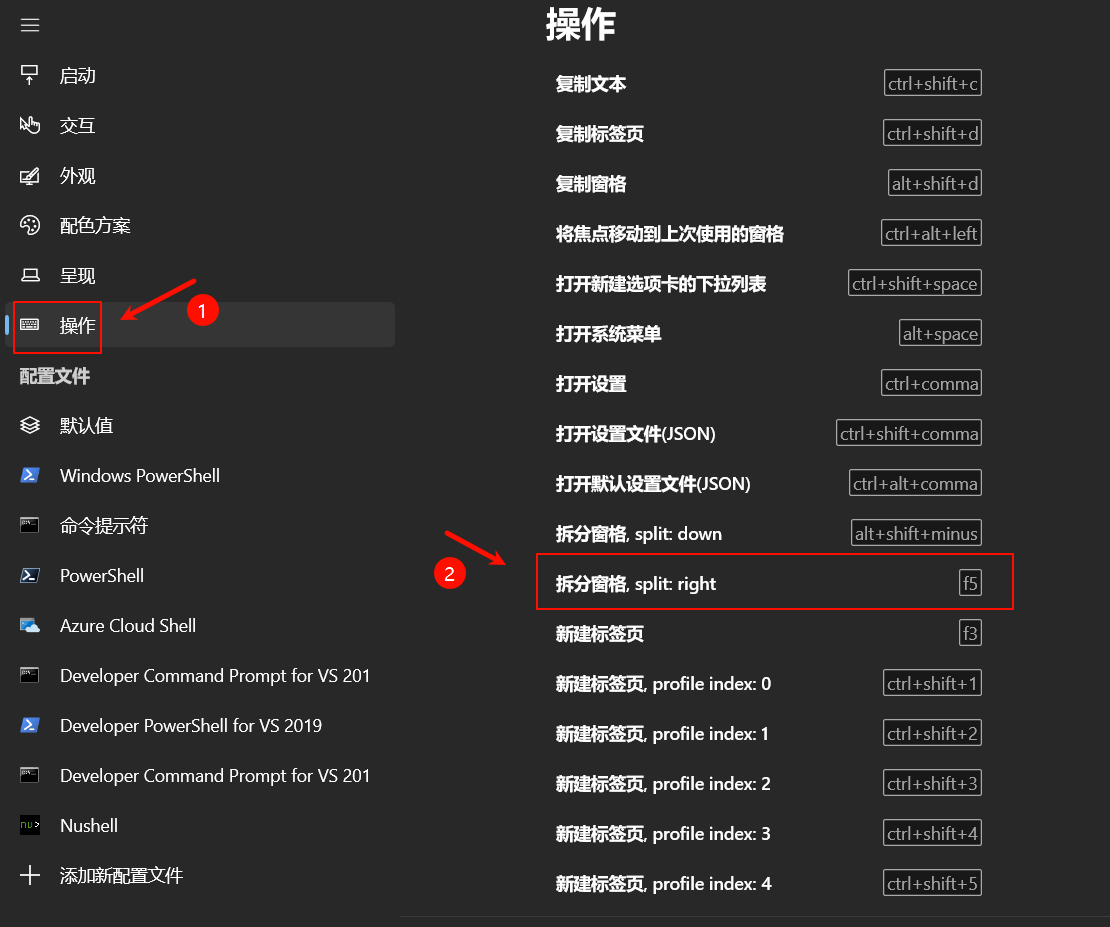 启动
交互
外观
配色方案
呈现
操作
1
配置文件
默认值
Windows PowerShell
命令提示符
PowerShell
Azure Cloud Shell
Developer Command Prompt for VS 201
Developer PowerShell for VS 2019
Developer Command Prompt for VS 201
Nushell
添加新配置文件
操作
复制文本 ctrl+shift+c
复制标签页 ctrl+shift+d
复制窗格 alt+shift+d
将焦点移动到上次使用的窗格 ctrl+alt+left
打开新建选项卡的下拉列表 ctrl+shift+space
打开系统菜单 alt+space
打开设置 ctrl+comma
打开设置文件(JSON) ctrl+shift+comma
打开默认设置文件(JSON) ctrl+alt+comma
拆分窗格, split: down alt+shift+minus
2
拆分窗格, split: right f5
新建标签页 f3
新建标签页, profile index: 0 ctrl+shift+1
新建标签页, profile index: 1 ctrl+shift+2
新建标签页, profile index: 2 ctrl+shift+3
新建标签页, profile index: 3 ctrl+shift+4
新建标签页, profile index: 4 ctrl+shift+5